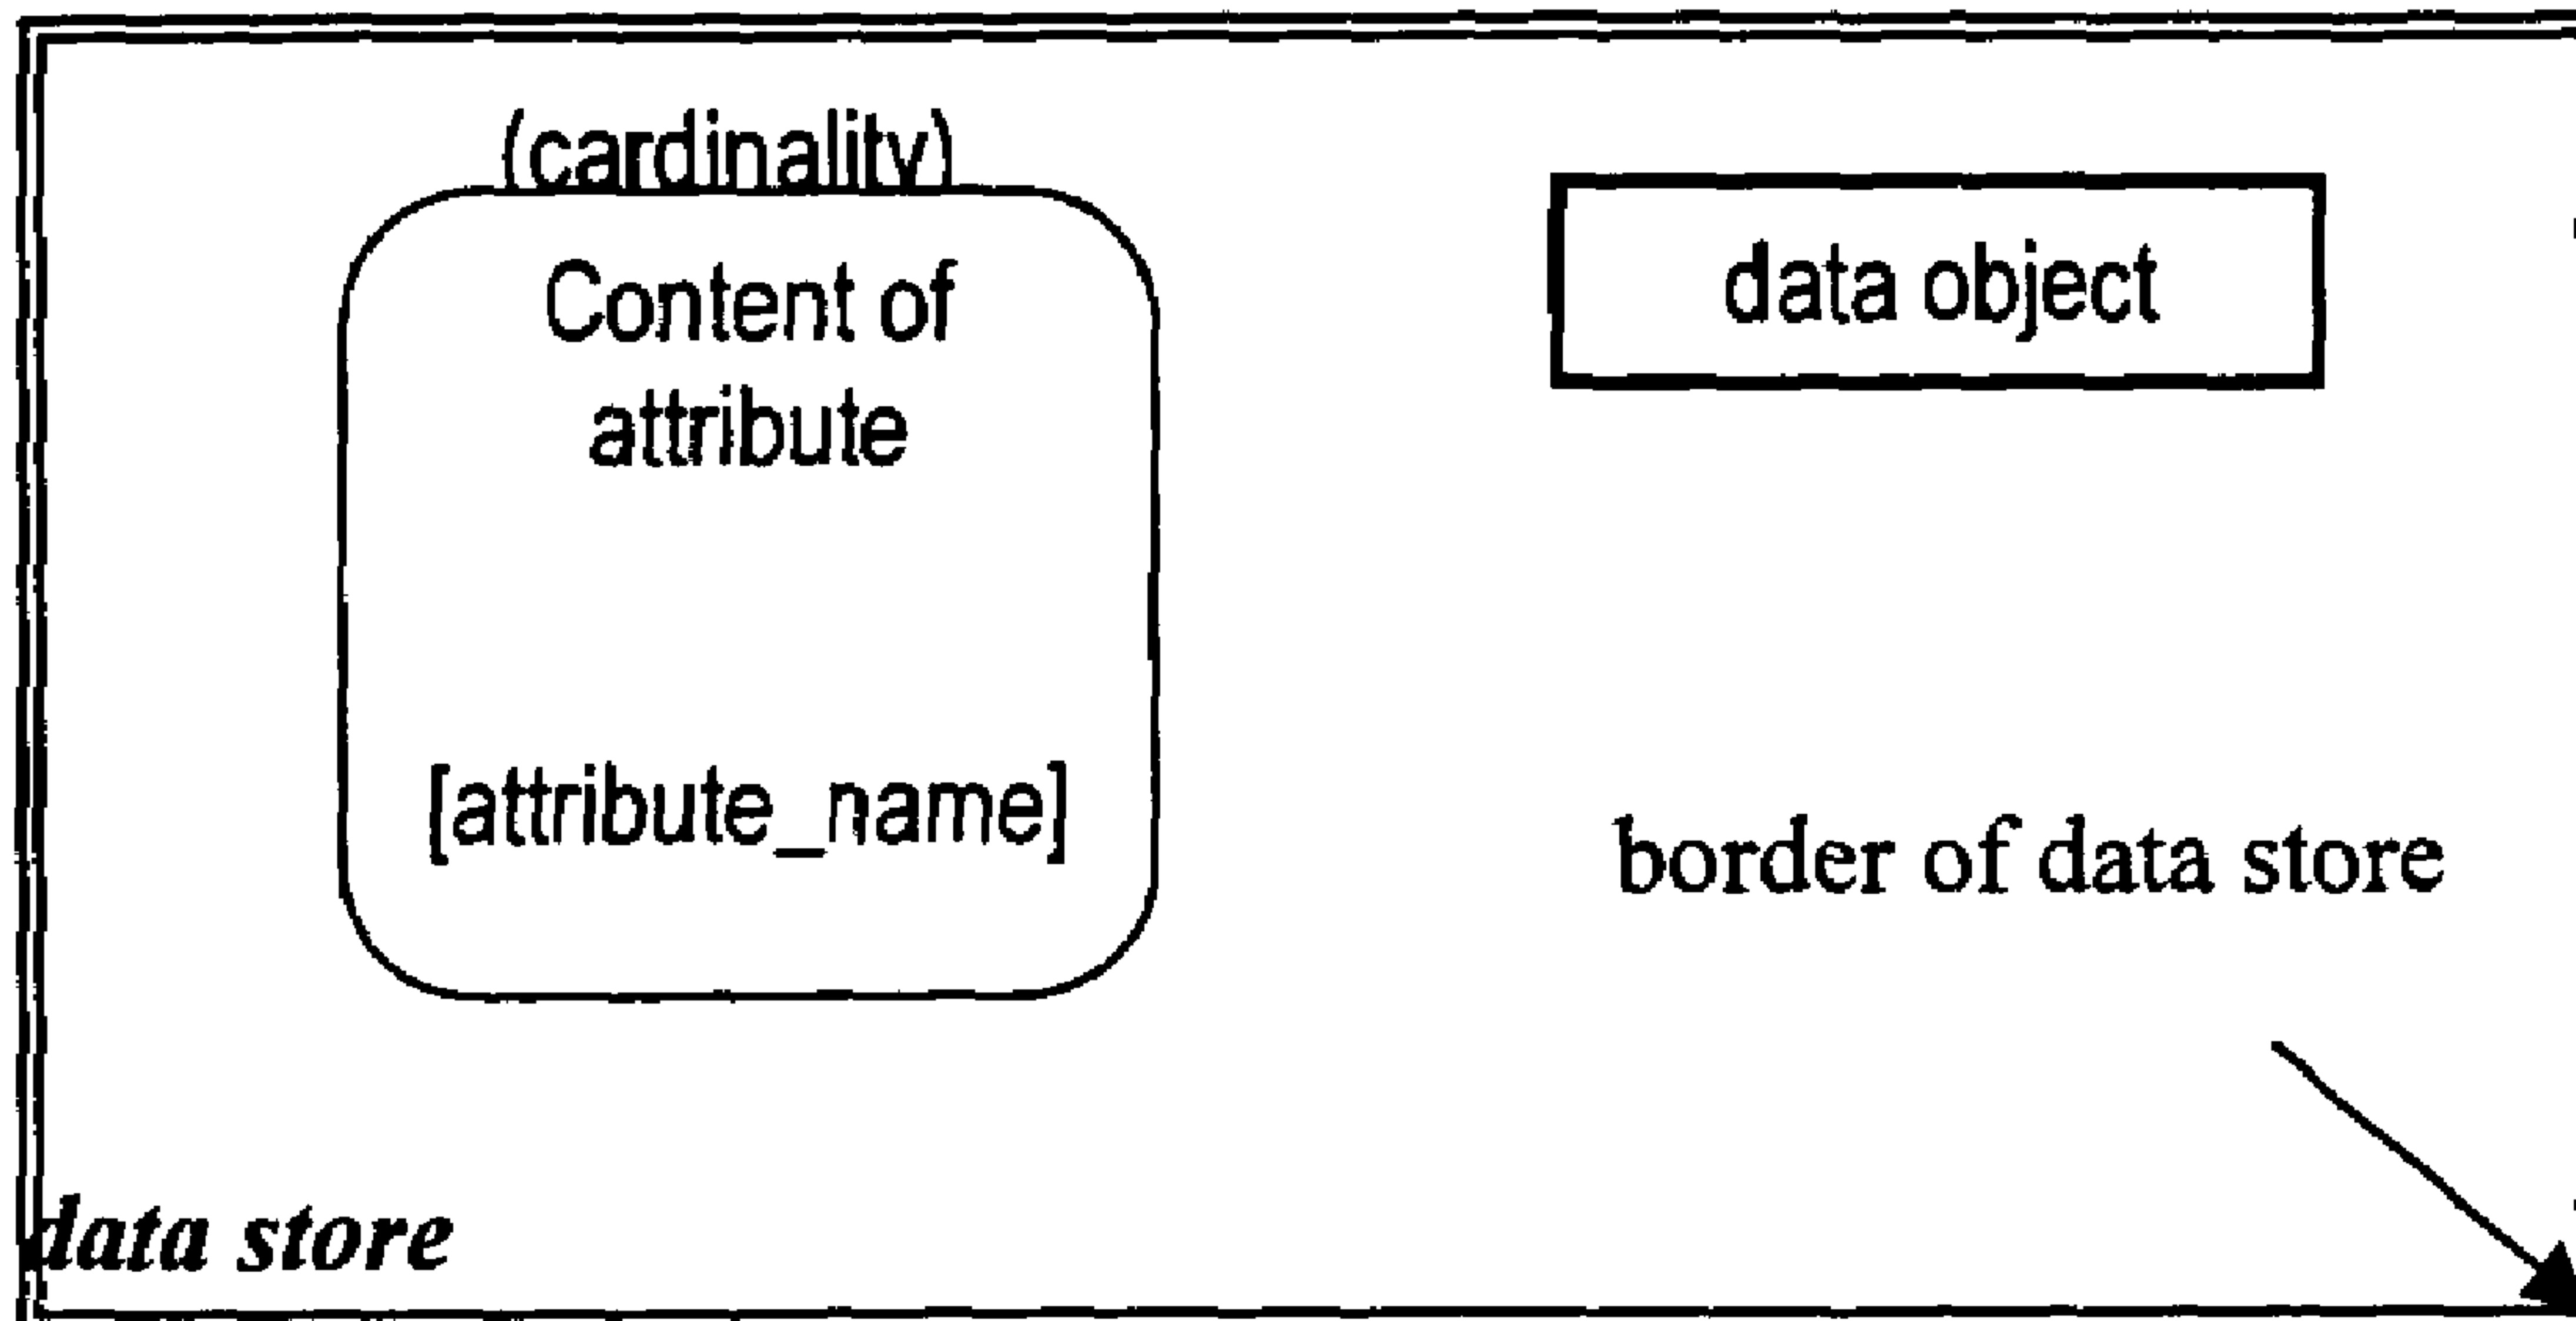 (cardinality)
Content of
attribute
[attribute_name]
data object
border of data store
data store